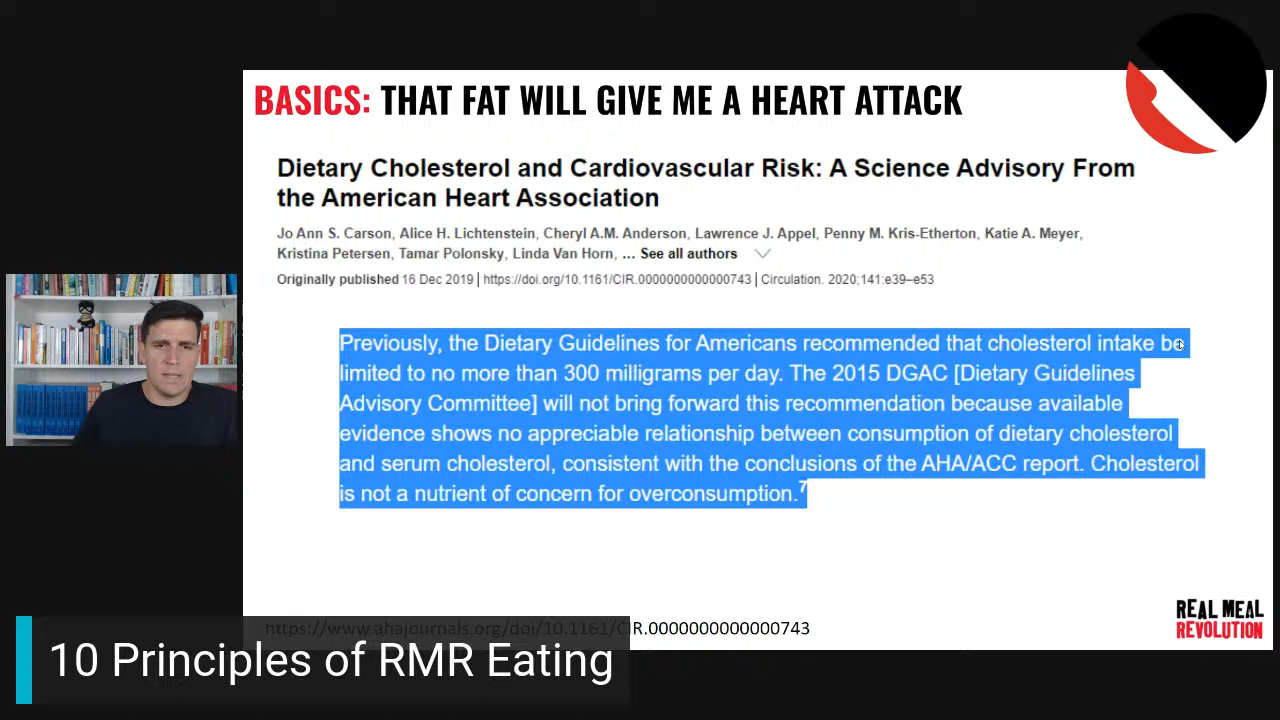 BASICS: THAT FAT WILL GIVE ME A HEART ATTACK
Dietary Cholesterol and Cardiovascular Risk: A Science Advisory From
the American Heart Association
Jo Ann S. Carson, Alice H. Lichtenstein, Cheryl A.M. Anderson, Lawrence J. Appel, Penny M. Kris-Etherton, Katie A. Meyer,
Kristina Petersen, Tamar Polonsky, Linda Van Horn, ... See all authors
Originally published 16 Dec 2019 | https://doi.org/10.1161/CIR.0000000000000743 | Circulation. 2020;141:e39–e53
Previously, the Dietary Guidelines for Americans recommended that cholesterol intake be
limited to no more than 300 milligrams per day. The 2015 DGAC [Dietary Guidelines
Advisory Committee] will not bring forward this recommendation because available
evidence shows no appreciable relationship between consumption of dietary cholesterol
and serum cholesterol, consistent with the conclusions of the AHA/ACC report. Cholesterol
is not a nutrient of concern for overconsumption.7
https://www.ahajournals.org/doi/10.1161/CIR.0000000000000743
REAL MEAL
REVOLUTION
10 Principles of RMR Eating